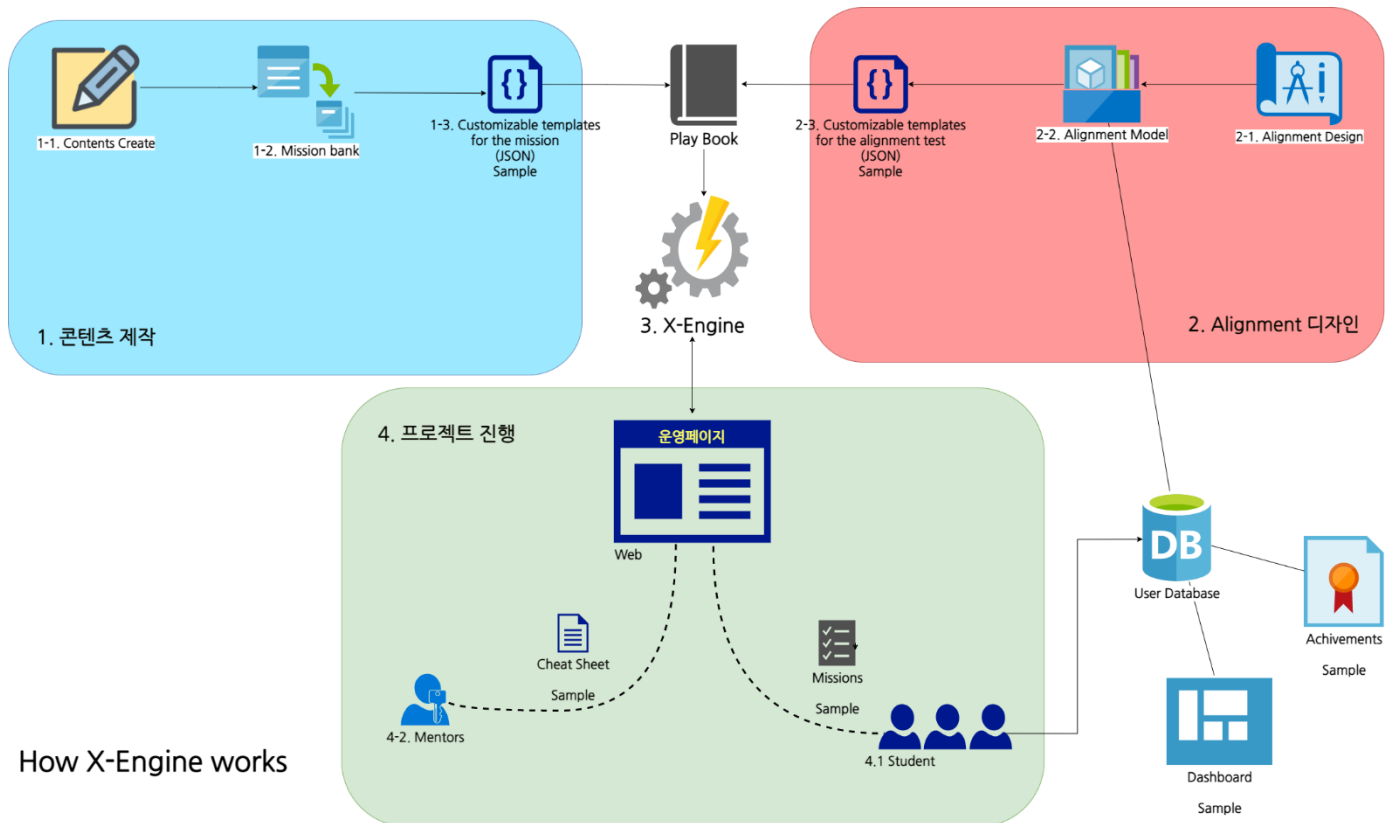 1-1. Contents Create
1-2. Mission bank
{}
1-3. Customizable templates
for the mission
(JSON)
Sample
1. 콘텐츠 제작
Play Book
3. X-Engine
{}
2-3. Customizable templates
for the alignment test
(JSON)
Sample
2-2. Alignment Model
2-1. Alignment Design
2. Alignment 디자인
4. 프로젝트 진행
운영페이지
Web
Cheat Sheet
Sample
4-2. Mentors
Missions
Sample
4.1 Student
DB
User Database
Achivements
Sample
Dashboard
Sample
How X-Engine works